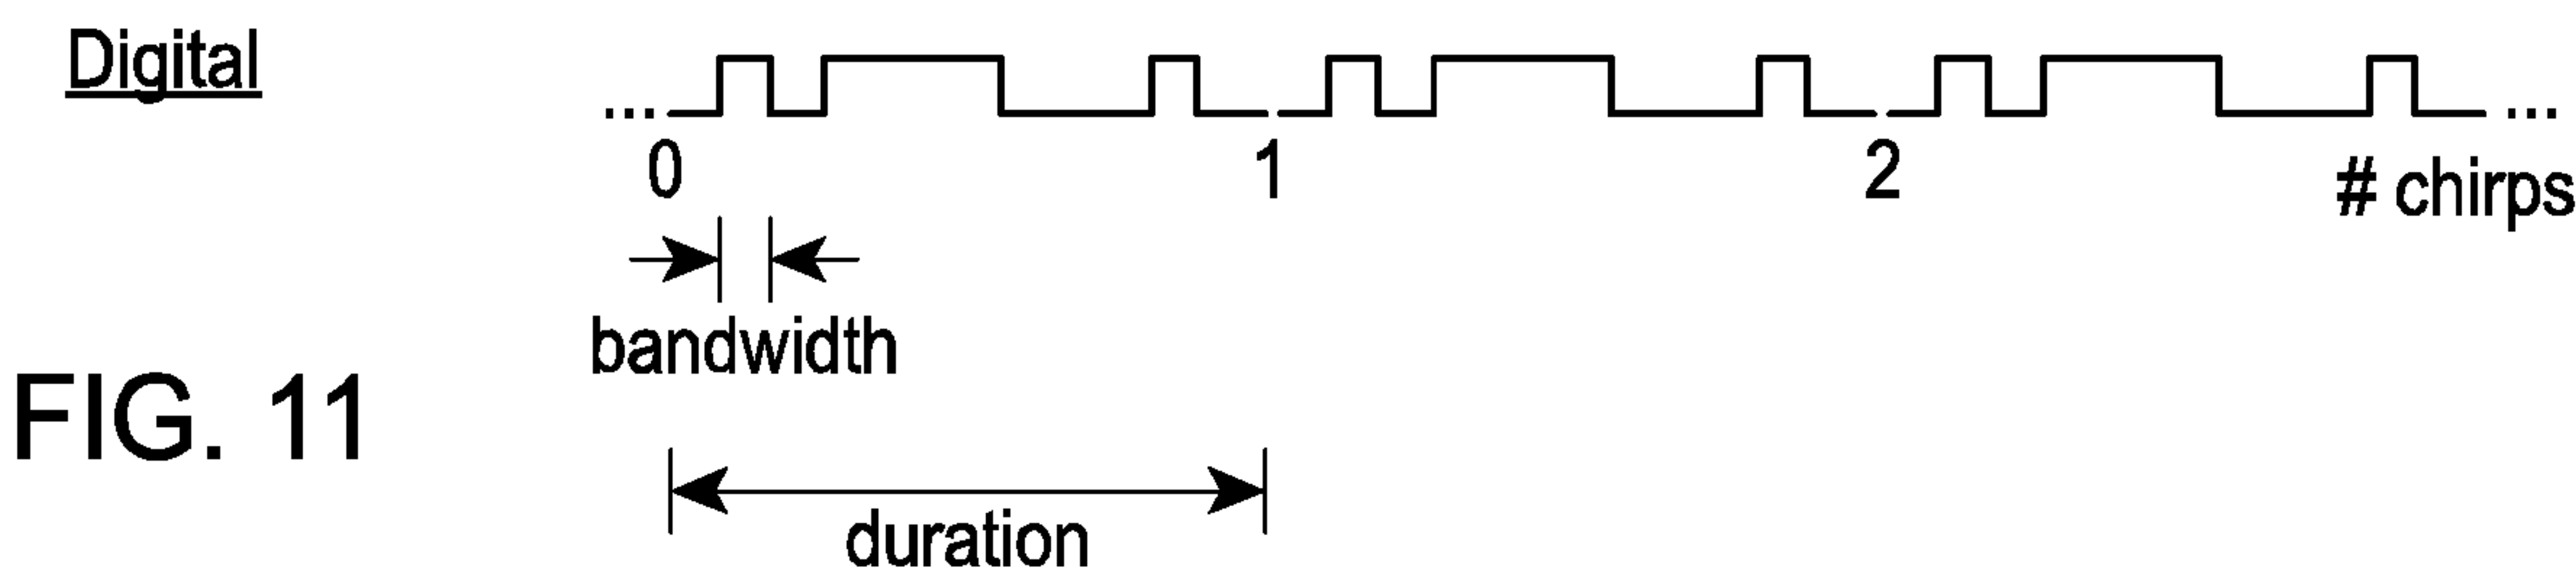 Digital
... ...
0 1 2 # chirps
bandwidth
FIG. 11
duration